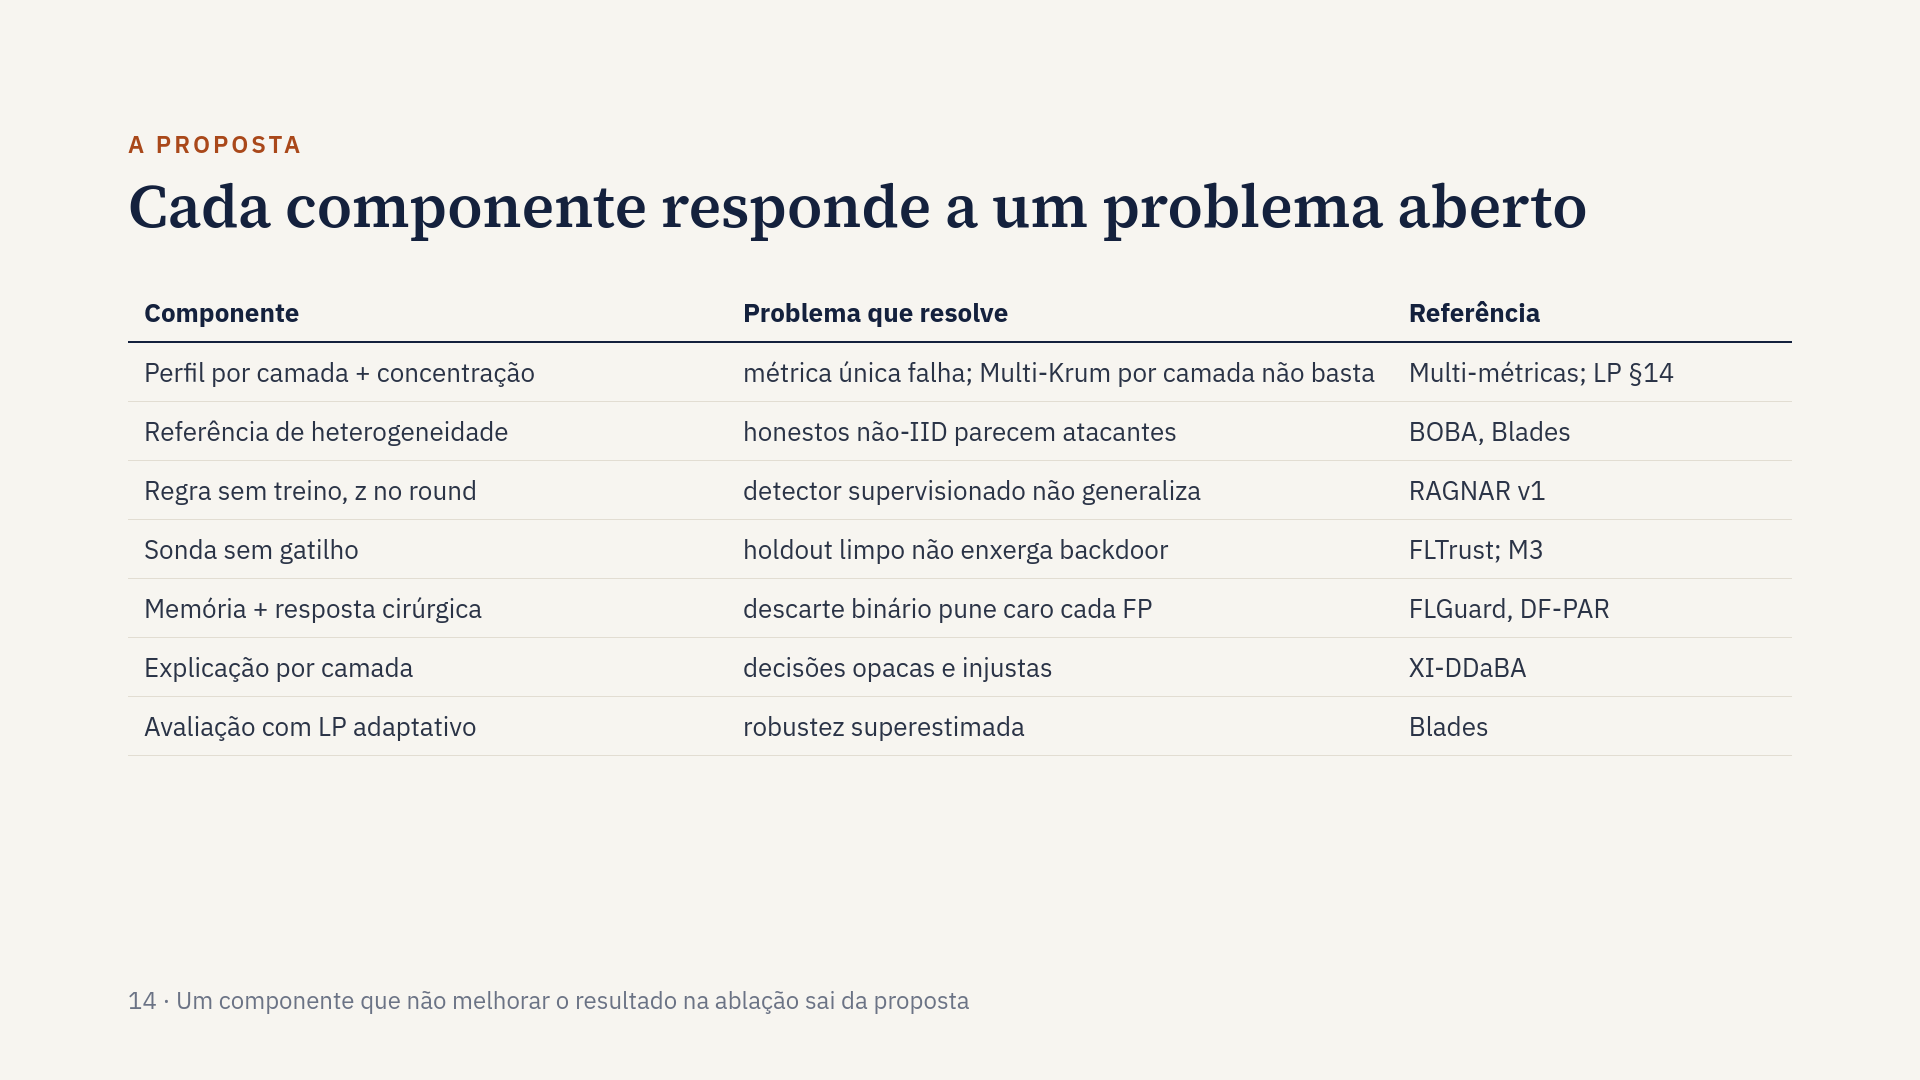 A PROPOSTA
Cada componente responde a um problema aberto
Componente Problema que resolve Referência
Perfil por camada + concentração métrica única falha; Multi-Krum por camada não basta Multi-métricas; LP §14
Referência de heterogeneidade honestos não-IID parecem atacantes BOBA, Blades
Regra sem treino, z no round detector supervisionado não generaliza RAGNAR v1
Sonda sem gatilho holdout limpo não enxerga backdoor FLTrust; M3
Memória + resposta cirúrgica descarte binário pune caro cada FP FLGuard, DF-PAR
Explicação por camada decisões opacas e injustas XI-DDaBA
Avaliação com LP adaptativo robustez superestimada Blades
14 · Um componente que não melhorar o resultado na ablação sai da proposta